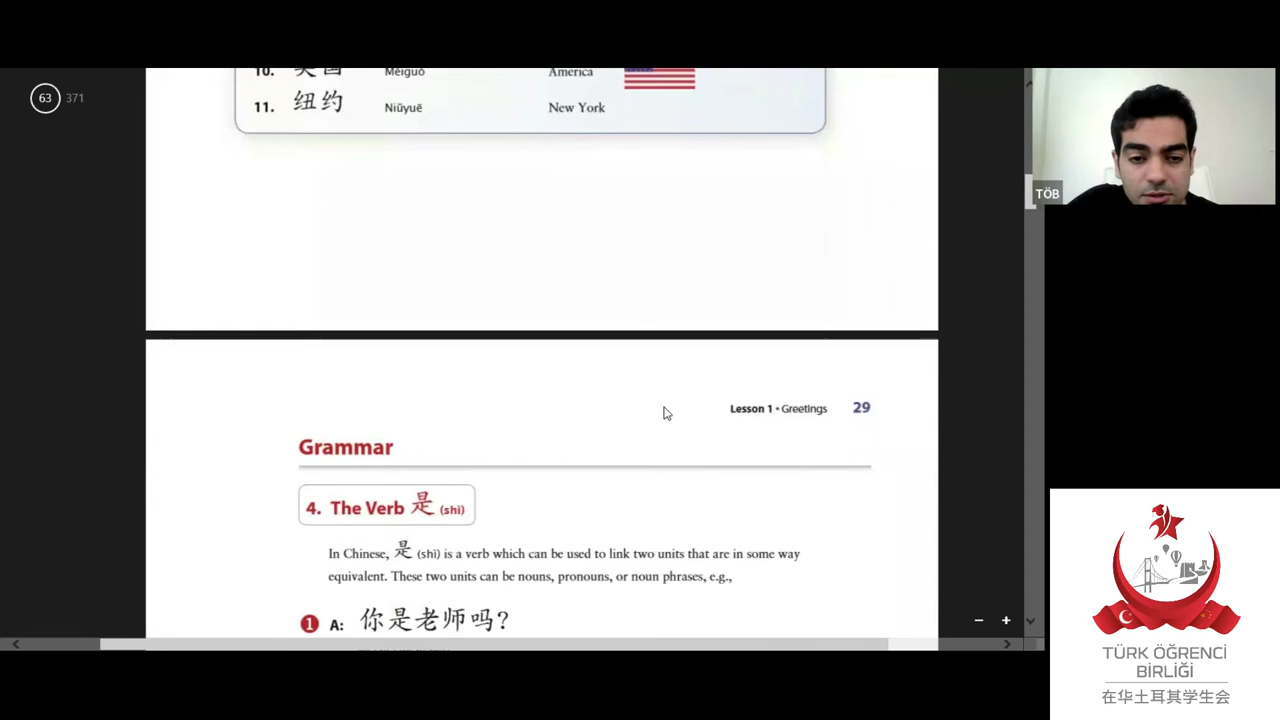 63 371
10. 美国 Měiguó America
11. 纽约 Niǔyuē New York
TÖB
Lesson 1 • Greetings 29
Grammar
4. The Verb 是 (shì)
In Chinese, 是 (shì) is a verb which can be used to link two units that are in some way
equivalent. These two units can be nouns, pronouns, or noun phrases, e.g.,
1 A: 你是老师吗?
TÜRK ÖĞRENCİ
BİRLİĞİ
在华土耳其学生会